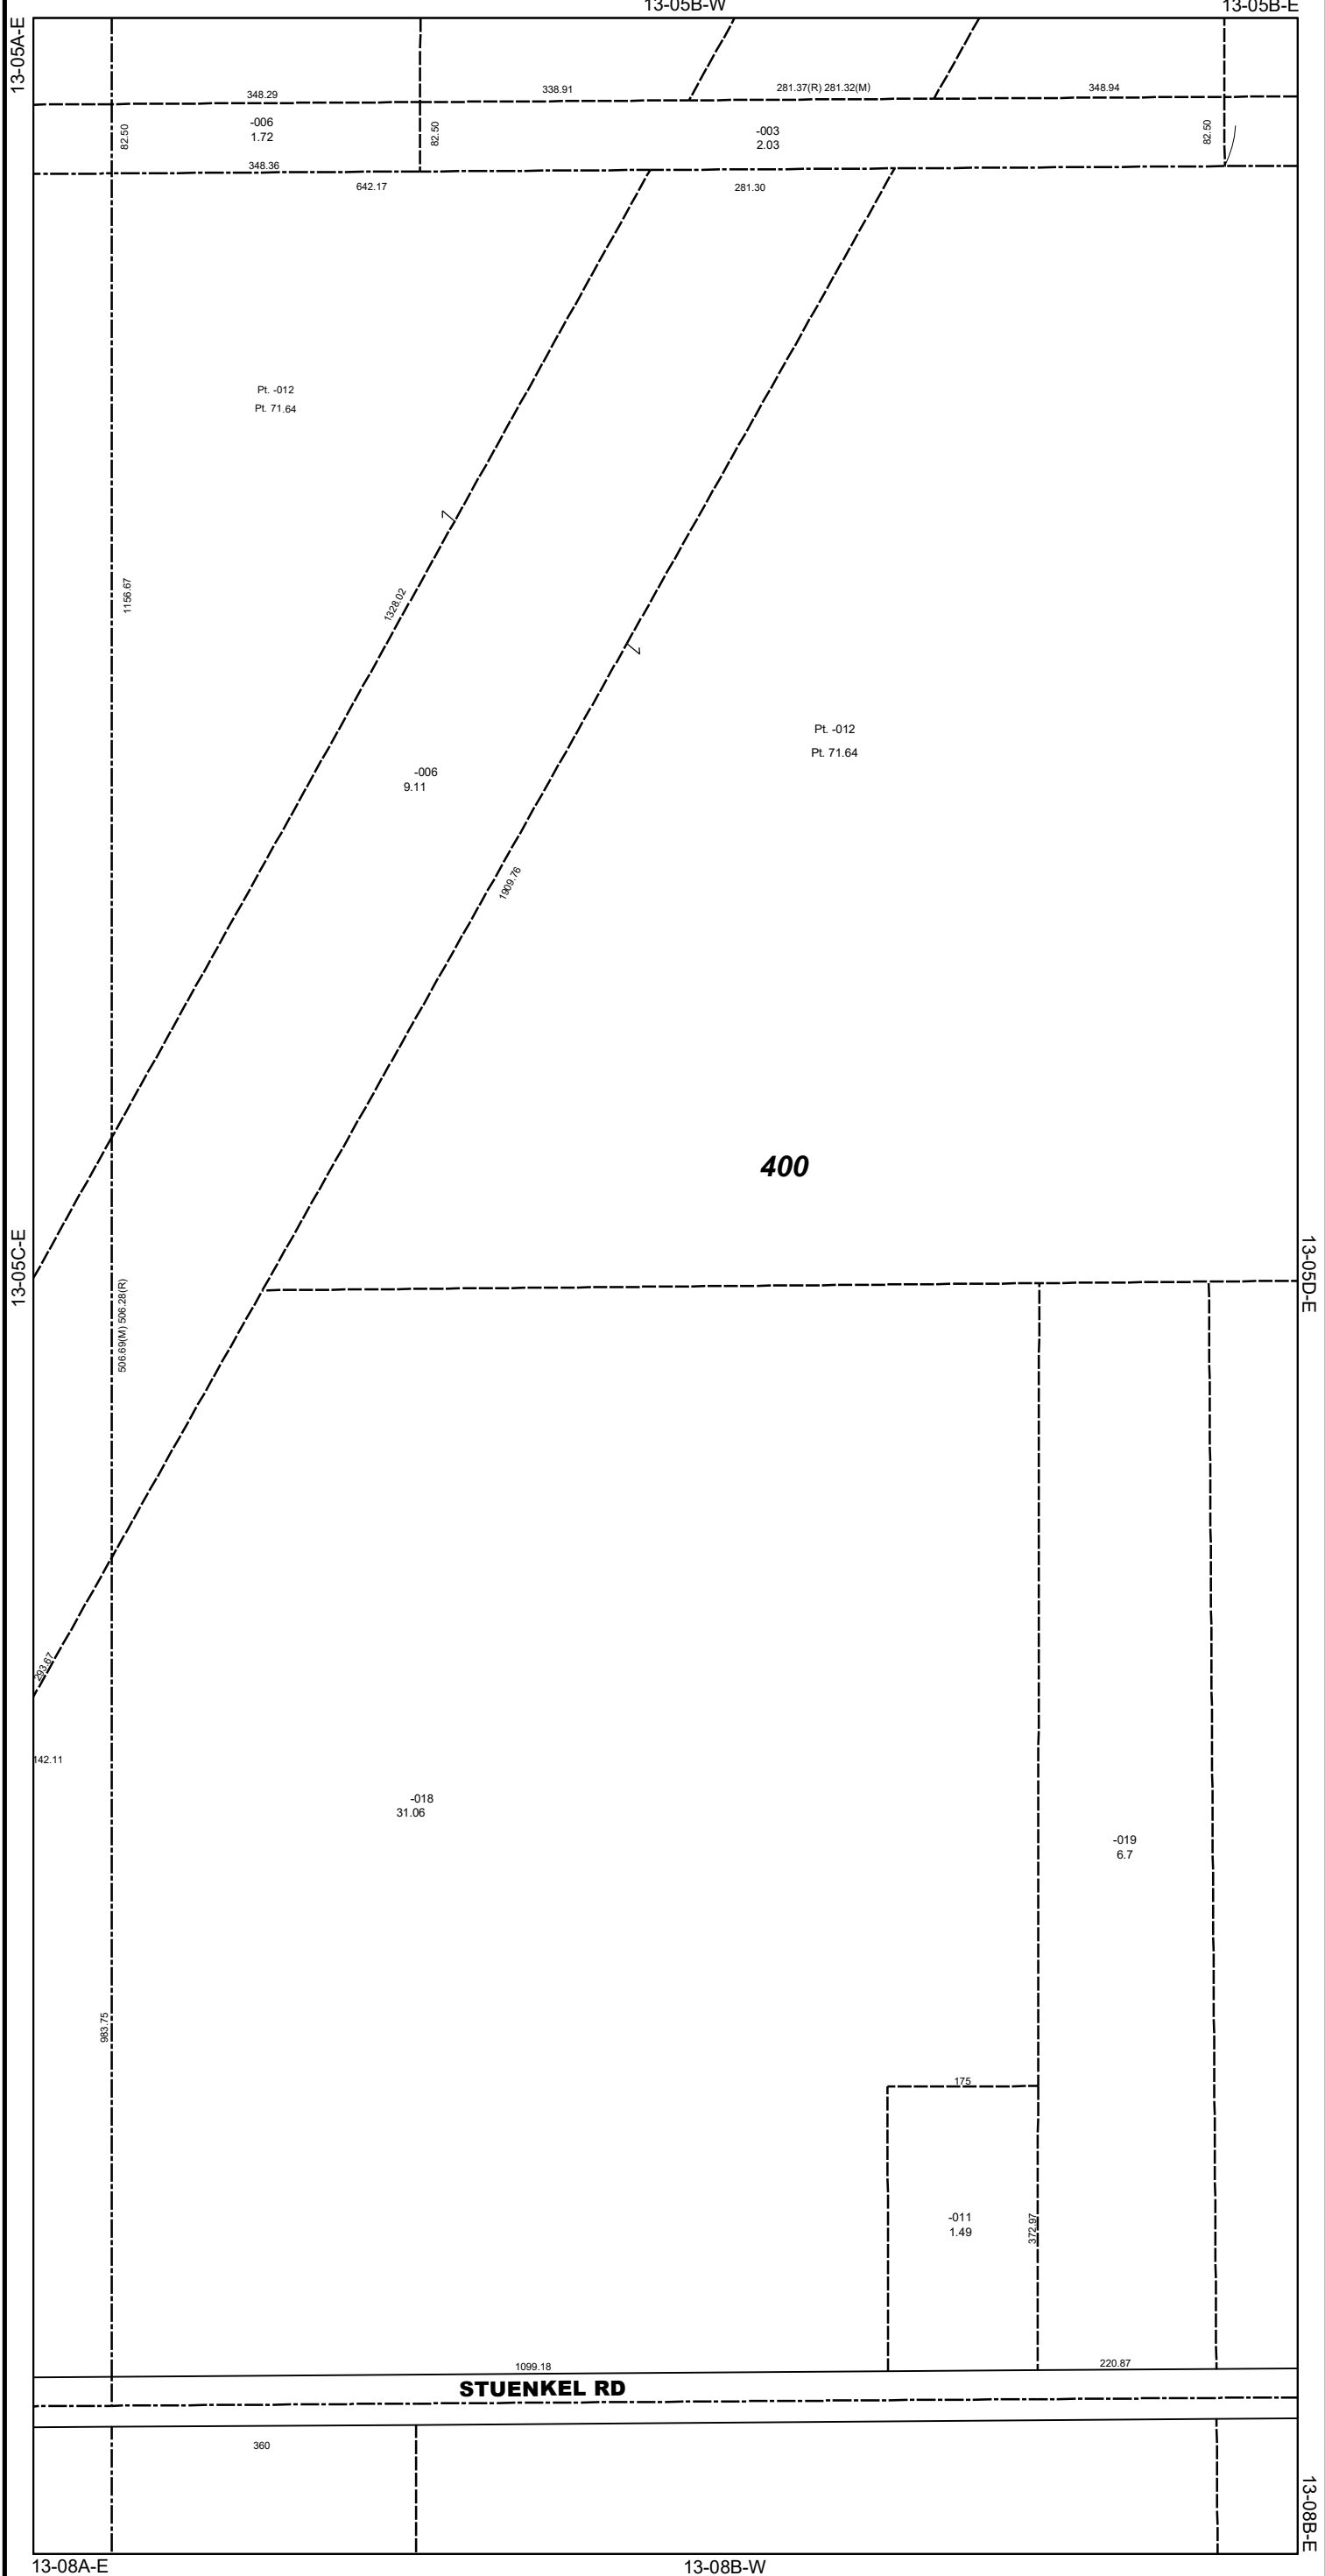 13-05B-W
13-05B-E
13-05A-E
348.29
338.91
281.37(R) 281.32(M)
348.94
82.50
-006
1.72
82.50
-003
2.03
82.50
348.36
642.17
281.30
Pt. -012
Pt. 71.64
1156.67
1328.02
Pt. -012
Pt. 71.64
-006
9.11
1909.76
400
13-05C-E
13-05D-E
506.69(M) 506.28(R)
293.67
142.11
-018
31.06
-019
6.7
983.75
175
-011
1.49
372.97
1099.18
220.87
STUENKEL RD
360
13-08B-E
13-08A-E
13-08B-W